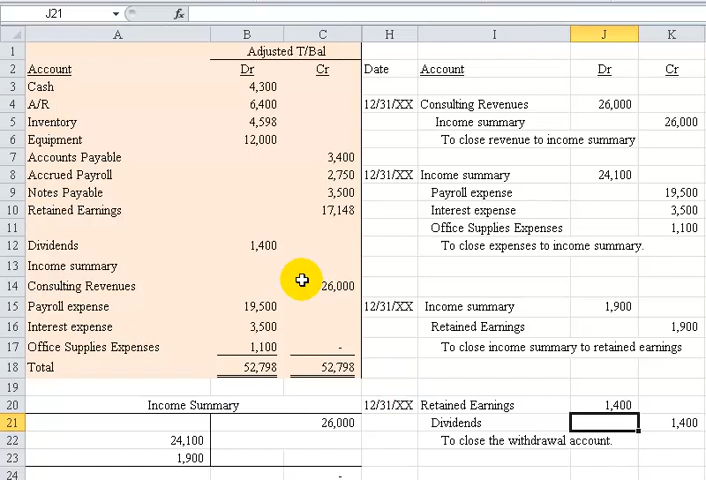 J21 fx
A B C H I J K
1 Adjusted T/Bal
2 Account Dr Cr Date Account Dr Cr
3 Cash 4,300
4 A/R 6,400 12/31/XX Consulting Revenues 26,000
5 Inventory 4,598 Income summary 26,000
6 Equipment 12,000 To close revenue to income summary
7 Accounts Payable 3,400
8 Accrued Payroll 2,750 12/31/XX Income summary 24,100
9 Notes Payable 3,500 Payroll expense 19,500
10 Retained Earnings 17,148 Interest expense 3,500
11 Office Supplies Expenses 1,100
12 Dividends 1,400 To close expenses to income summary.
13 Income summary
14 Consulting Revenues 26,000
15 Payroll expense 19,500 12/31/XX Income summary 1,900
16 Interest expense 3,500 Retained Earnings 1,900
17 Office Supplies Expenses 1,100 - To close income summary to retained earnings
18 Total 52,798 52,798
19
20 Income Summary 12/31/XX Retained Earnings 1,400
21 26,000 Dividends 1,400
22 24,100 To close the withdrawal account.
23 1,900
24 -